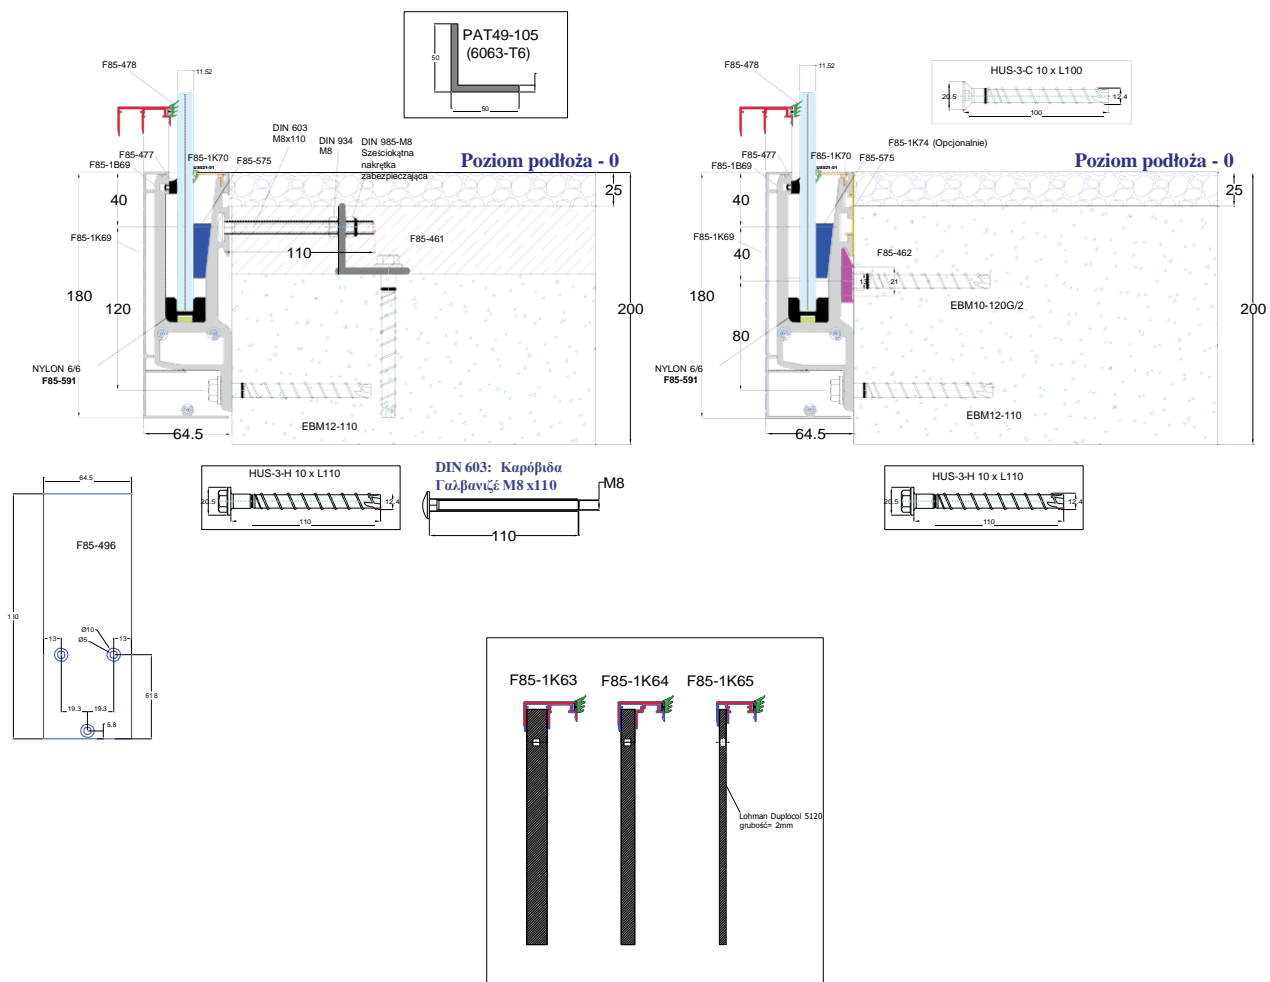 PAT49-105
(6063-T6)
50
50
F85-478
11.52
DIN 603
M8x110
DIN 934
M8
DIN 985-M8
Sześciokątna
nakrętka
zabezpieczająca
F85-477
F85-1K70
F85-1B69
F85-575
Poziom podłoża - 0
25
40
F85-1K69
110
F85-461
180
120
200
NYLON 6/6
F85-591
EBM12-110
64.5
F85-478
11.52
HUS-3-C 10 x L100
20.5
12.4
100
F85-1K74 (Opcjonalnie)
F85-477
F85-1K70
F85-1B69
F85-575
Poziom podłoża - 0
25
40
F85-1K69
40
F85-462
21
180
EBM10-120G/2
200
80
NYLON 6/6
F85-591
EBM12-110
64.5
HUS-3-H 10 x L110
20.5
12.4
110
DIN 603: Καρόβιδα
Γαλβανιζέ M8 x110
M8
110
HUS-3-H 10 x L110
20.5
12.4
110
64.5
F85-496
Ø10
Ø5
13
13
19.3
19.3
5.8
F85-1K63
F85-1K64
F85-1K65
Lohman Duplocol 5120
grubość= 2mm